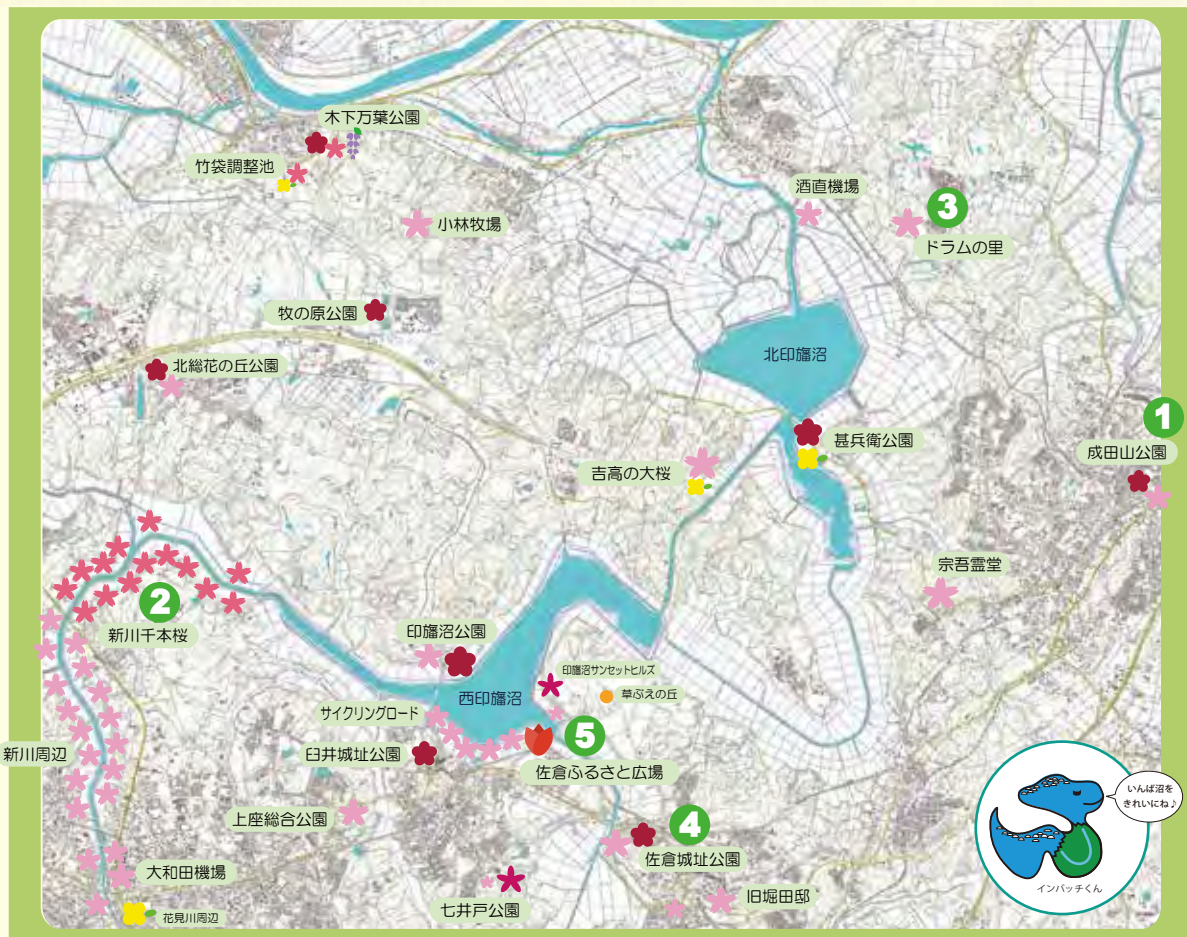 木下万葉公園
竹袋調整池
酒直機場
3
小林牧場
ドラムの里
牧の原公園
北印旛沼
北総花の丘公園
1
甚兵衛公園
成田山公園
吉高の大桜
宗吾霊堂
2
新川千本桜
印旛沼公園
印旛沼サンセットヒルズ
西印旛沼
草ぶえの丘
サイクリングロード
5
新川周辺
臼井城址公園
佐倉ふるさと広場
いんば沼を
きれいにね♪
上座総合公園
4
佐倉城址公園
大和田機場
インバッチくん
旧堀田邸
七井戸公園
花見川周辺